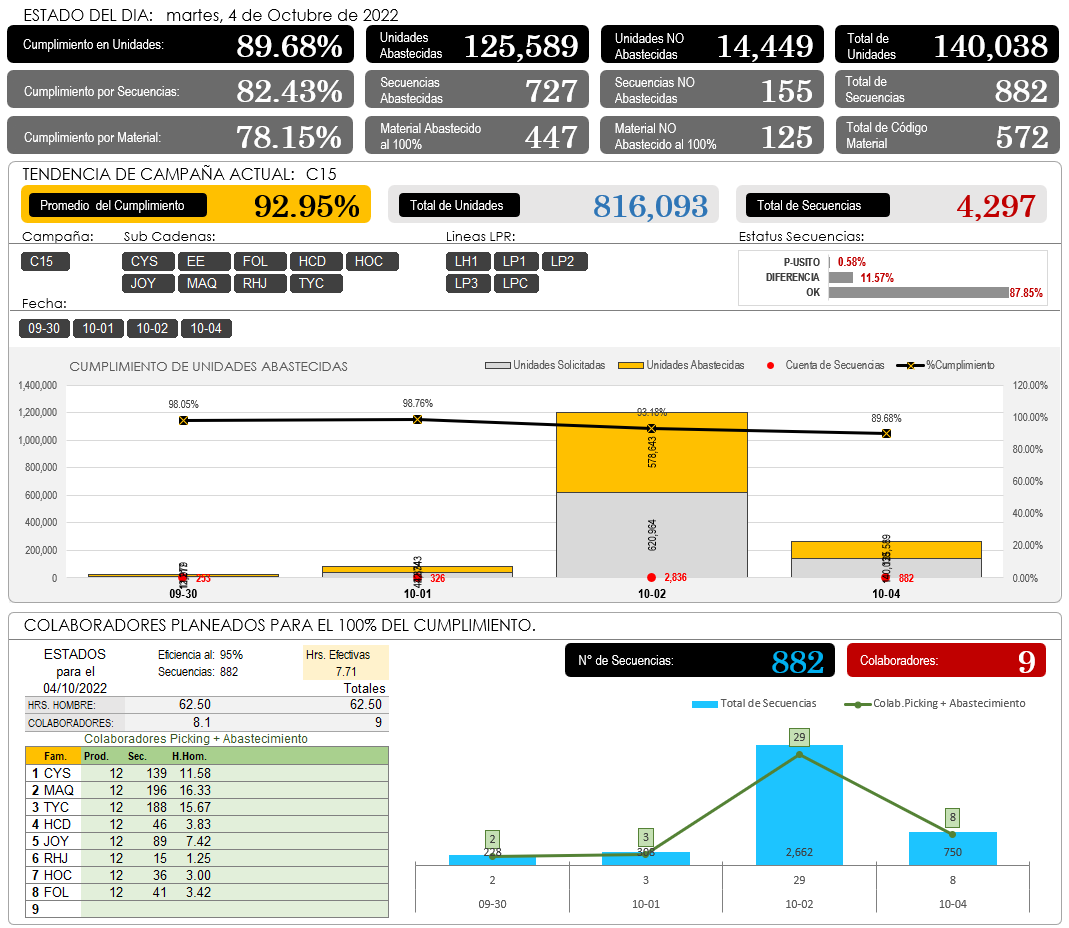 ESTADO DEL DIA: martes, 4 de Octubre de 2022
Cumplimiento en Unidades: 89.68%
Unidades Abastecidas 125,589
Unidades NO Abastecidas 14,449
Total de Unidades 140,038
Cumplimiento por Secuencias: 82.43%
Secuencias Abastecidas 727
Secuencias NO Abastecidas 155
Total de Secuencias 882
Cumplimiento por Material: 78.15%
Material Abastecido al 100% 447
Material NO Abastecido al 100% 125
Total de Código Material 572
TENDENCIA DE CAMPAÑA ACTUAL: C15
Promedio del Cumplimiento 92.95%
Total de Unidades 816,093
Total de Secuencias 4,297
Campaña: Sub Cadenas: Lineas LPR: Estatus Secuencias:
C15 CYS EE FOL HCD HOC LH1 LP1 LP2
JOY MAQ RHJ TYC LP3 LPC
P-USITO 0.58%
DIFERENCIA 11.57%
OK 87.85%
Fecha:
09-30 10-01 10-02 10-04
CUMPLIMIENTO DE UNIDADES ABASTECIDAS
Unidades Solicitadas Unidades Abastecidas Cuenta de Secuencias %Cumplimiento
1,400,000
1,200,000
1,000,000
800,000
600,000
400,000
200,000
0
120.00%
100.00%
80.00%
60.00%
40.00%
20.00%
0.00%
98.05% 98.76% 93.18% 89.68%
578,643
620,964
253 326 2,836 882
09-30 10-01 10-02 10-04
COLABORADORES PLANEADOS PARA EL 100% DEL CUMPLIMIENTO.
ESTADOS
para el
04/10/2022
Eficiencia al: 95%
Secuencias: 882
Hrs. Efectivas
7.71
Totales
HRS. HOMBRE: 62.50 62.50
COLABORADORES: 8.1 9
Colaboradores Picking + Abastecimiento
Fam. Prod. Sec. H.Hom.
1 CYS 12 139 11.58
2 MAQ 12 196 16.33
3 TYC 12 188 15.67
4 HCD 12 46 3.83
5 JOY 12 89 7.42
6 RHJ 12 15 1.25
7 HOC 12 36 3.00
8 FOL 12 41 3.42
9
N° de Secuencias: 882
Colaboradores: 9
Total de Secuencias Colab.Picking + Abastecimiento
2 3 29 8
228 2,662 750
2 3 29 8
09-30 10-01 10-02 10-04